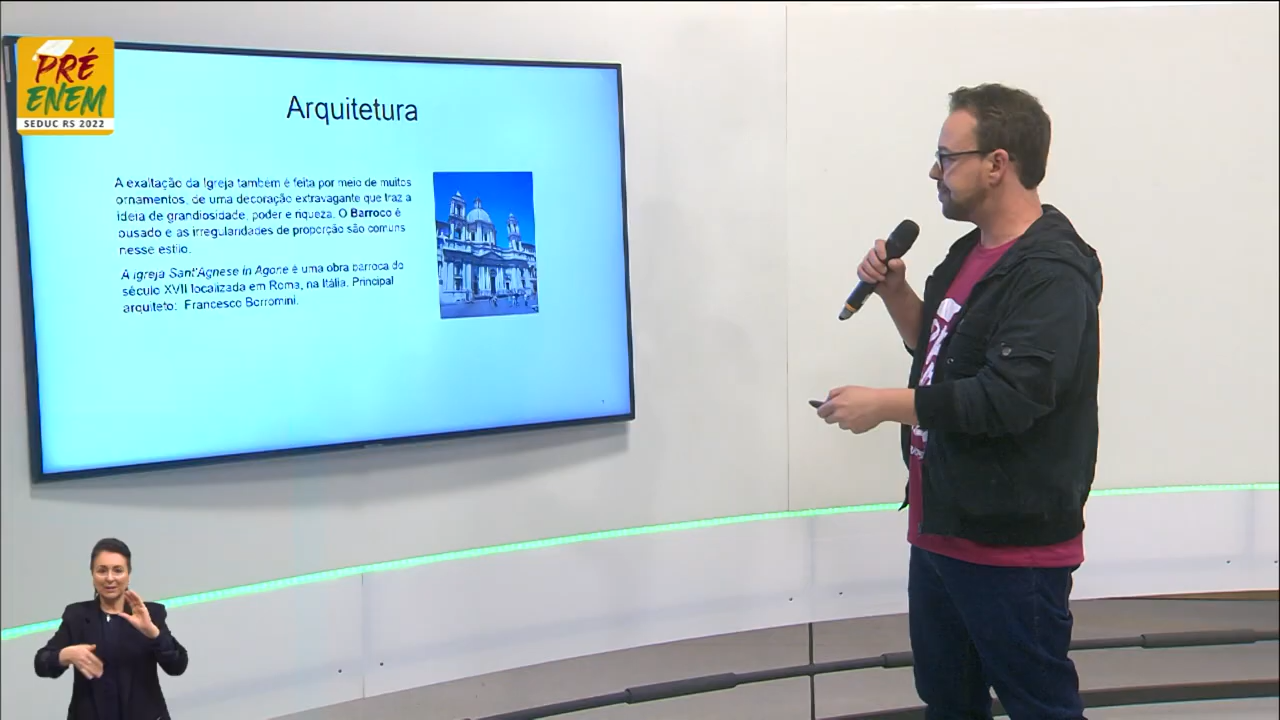 PRÉ
ENEM
SEDUC RS 2022
Arquitetura
A exaltação da Igreja também é feita por meio de muitos
ornamentos, de uma decoração extravagante que traz a
ideia de grandiosidade, poder e riqueza. O Barroco é
ousado e as irregularidades de proporção são comuns
nesse estilo.
A igreja Sant'Agnese in Agone é uma obra barroca do
século XVII localizada em Roma, na Itália. Principal
arquiteto: Francesco Borromini.